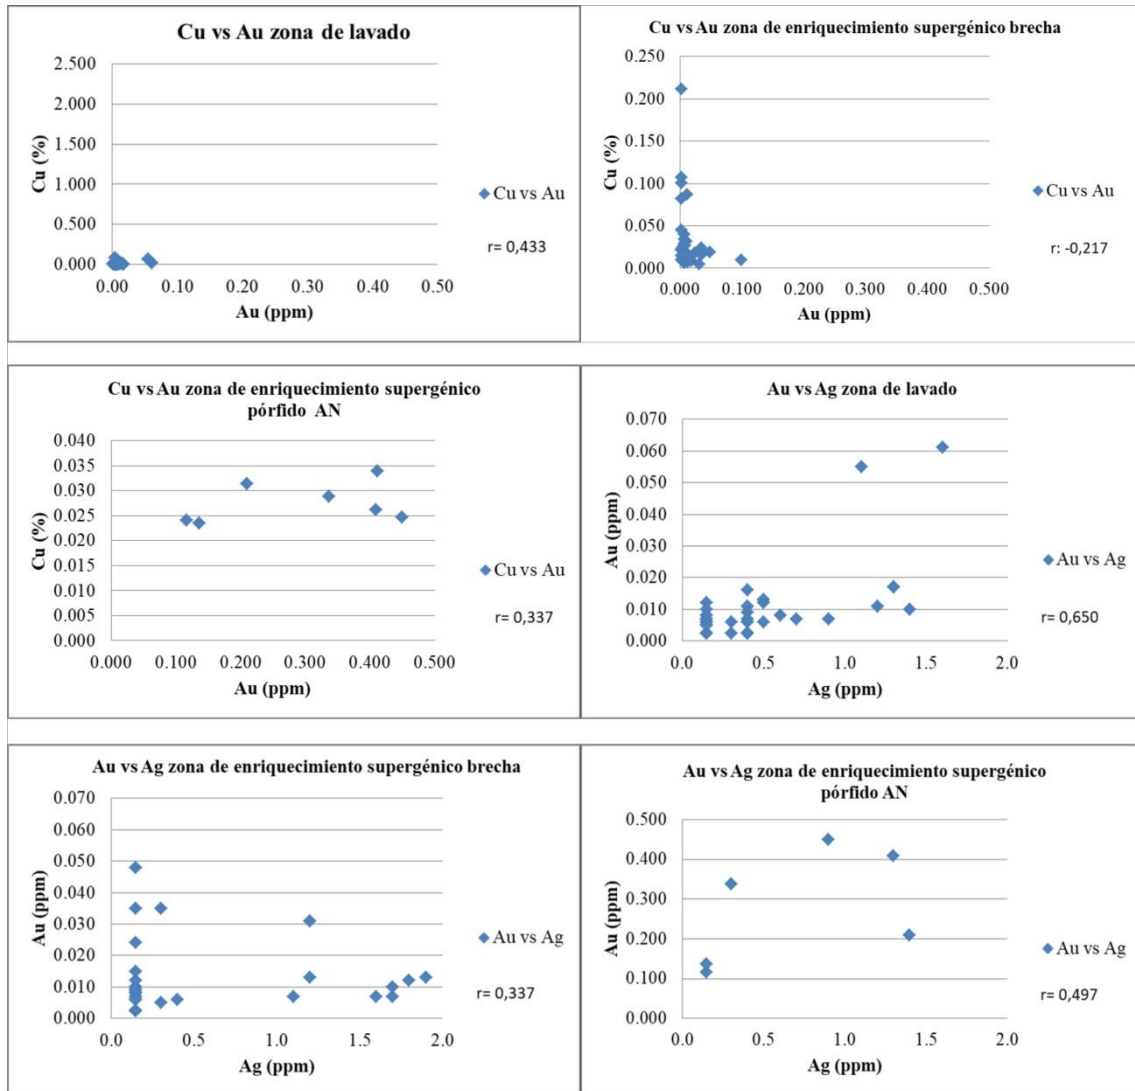 Cu vs Au zona de lavado
2.500
2.000
1.500
1.000
0.500
0.000
0.00 0.10 0.20 0.30 0.40 0.50
Cu (%)
Au (ppm)
Cu vs Au
r= 0,433
Cu vs Au zona de enriquecimiento supergénico brecha
0.250
0.200
0.150
0.100
0.050
0.000
0.000 0.100 0.200 0.300 0.400 0.500
Cu (%)
Au (ppm)
Cu vs Au
r: -0,217
Cu vs Au zona de enriquecimiento supergénico
pórfido AN
0.040
0.035
0.030
0.025
0.020
0.015
0.010
0.005
0.000
0.000 0.100 0.200 0.300 0.400 0.500
Cu (%)
Au (ppm)
Cu vs Au
r= 0,337
Au vs Ag zona de lavado
0.070
0.060
0.050
0.040
0.030
0.020
0.010
0.000
0.0 0.5 1.0 1.5 2.0
Au (ppm)
Ag (ppm)
Au vs Ag
r= 0,650
Au vs Ag zona de enriquecimiento supergénico brecha
0.070
0.060
0.050
0.040
0.030
0.020
0.010
0.000
0.0 0.5 1.0 1.5 2.0
Au (ppm)
Ag (ppm)
Au vs Ag
r= 0,337
Au vs Ag zona de enriquecimiento supergénico
pórfido AN
0.500
0.400
0.300
0.200
0.100
0.000
0.0 0.5 1.0 1.5 2.0
Au (ppm)
Ag (ppm)
Au vs Ag
r= 0,497